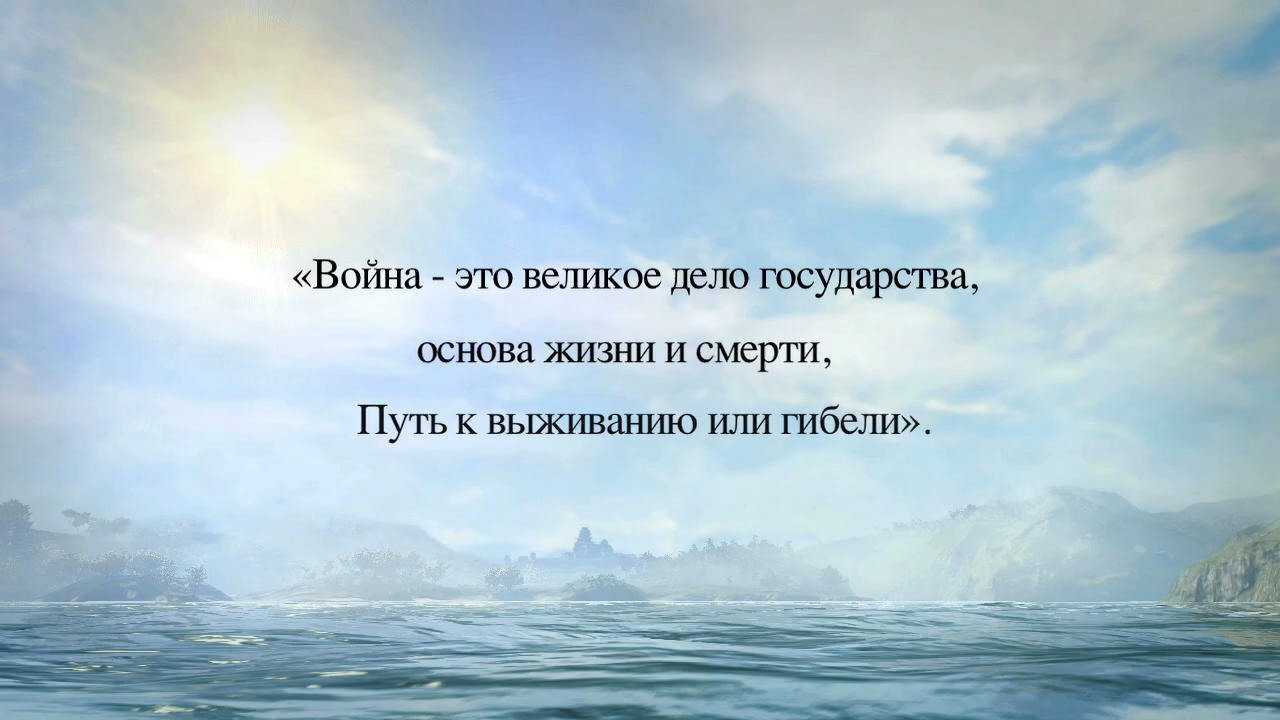 «Война - это великое дело государства,
основа жизни и смерти,
Путь к выживанию или гибели».